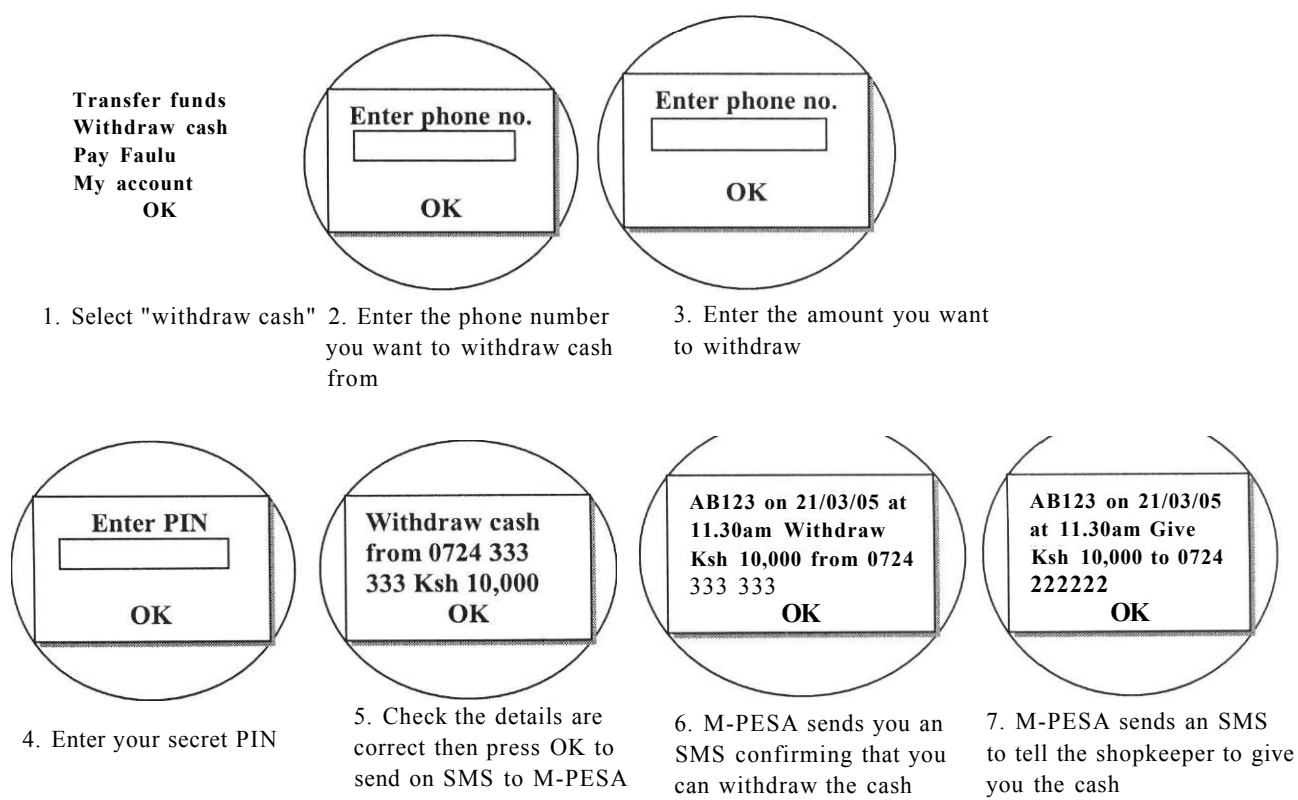 Transfer funds
Withdraw cash
Pay Faulu
My account
OK
Enter phone no.
OK
Enter phone no.
OK
1. Select "withdraw cash"
2. Enter the phone number
you want to withdraw cash
from
3. Enter the amount you want
to withdraw
Enter PIN
OK
Withdraw cash
from 0724 333
333 Ksh 10,000
OK
AB123 on 21/03/05 at
11.30am Withdraw
Ksh 10,000 from 0724
333 333
OK
AB123 on 21/03/05
at 11.30am Give
Ksh 10,000 to 0724
222222
OK
4. Enter your secret PIN
5. Check the details are
correct then press OK to
send on SMS to M-PESA
6. M-PESA sends you an
SMS confirming that you
can withdraw the cash
7. M-PESA sends an SMS
to tell the shopkeeper to give
you the cash